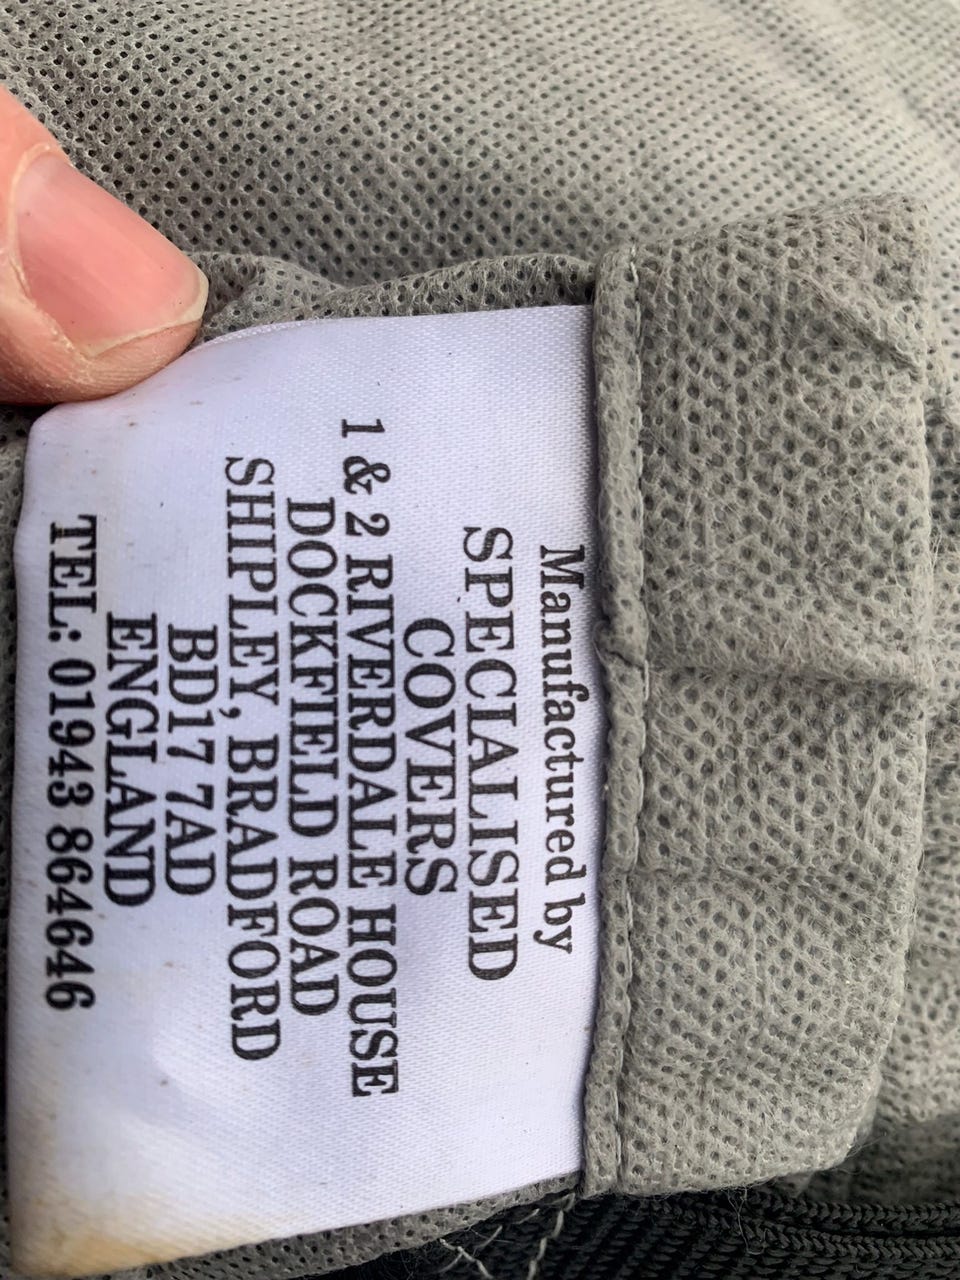 Manufactured by
SPECIALISED
COVERS
1 & 2 RIVERDALE HOUSE
DOCKFIELD ROAD
SHIPLEY, BRADFORD
BD17 7AD
ENGLAND
TEL: 01943 864646